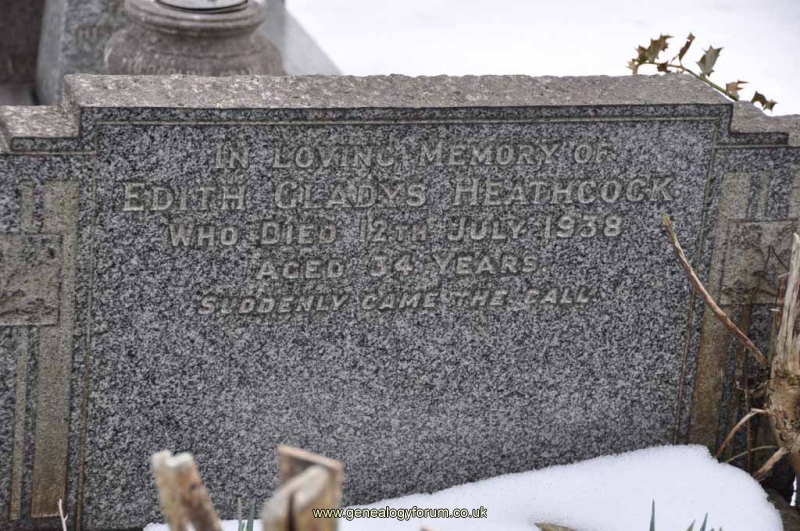 IN LOVING MEMORY OF
EDITH GLADYS HEATHCOCK
WHO DIED 12TH JULY 1938
AGED 34 YEARS.
SUDDENLY CAME THE CALL
www.genealogyforum.co.uk